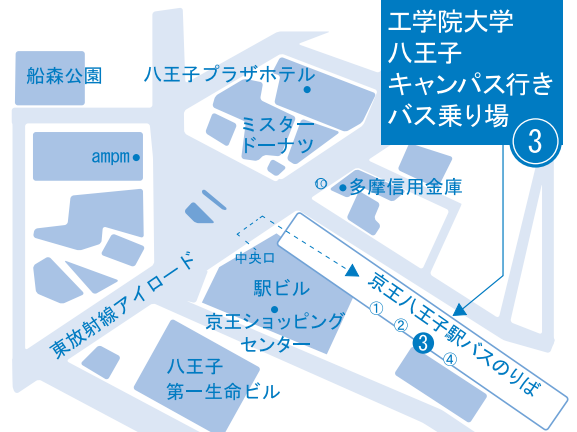 工学院大学
八王子
キャンパス行き
バス乗り場
3
船森公園
八王子プラザホテル
ミスター
ドーナツ
ampm
多摩信用金庫
中央口
駅ビル
京王ショッピング
センター
東放射線アイロード
京王八王子駅バスのりば
①
②
3
④
八王子
第一生命ビル